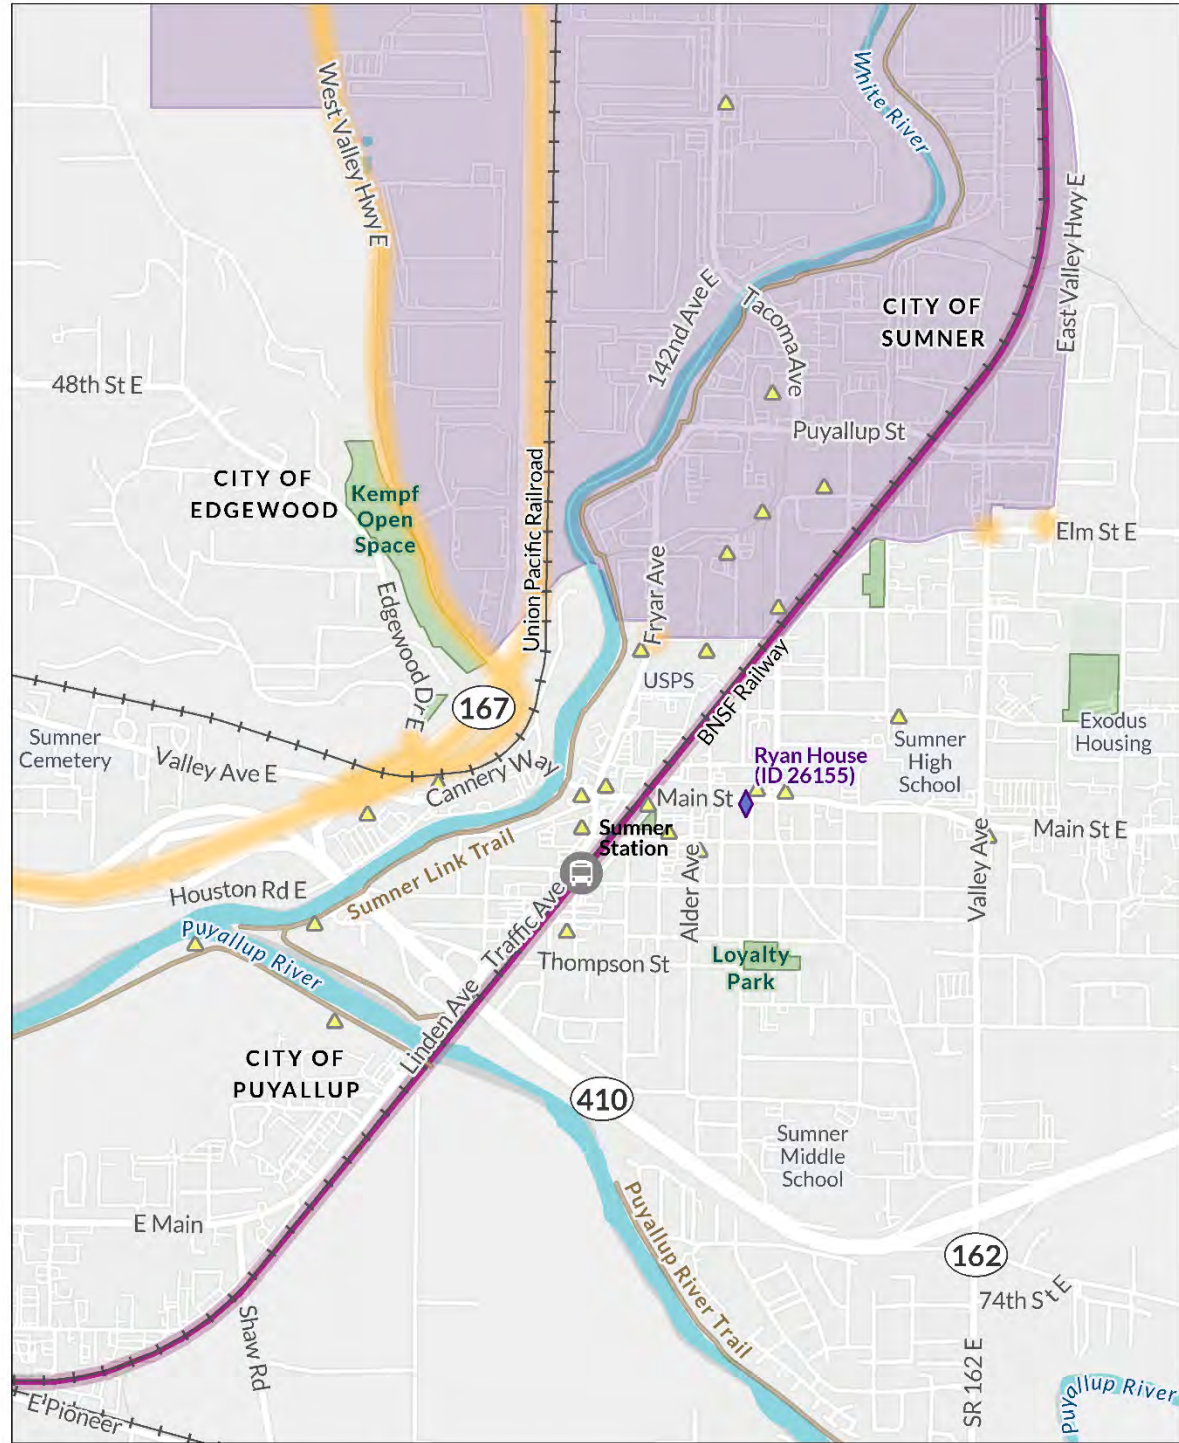 West Valley Hwy E
White River
East Valley Hwy E
142nd Ave E
Tacoma Ave
CITY OF
SUMNER
48th St E
Puyallup St
CITY OF
EDGEWOOD
Kempf
Open
Space
Union Pacific Railroad
Elm St E
Edgewood Dr E
Fryar Ave
USPS
BNSF Railway
167
Sumner
Cemetery
Valley Ave E
Cannery Way
Exodus
Housing
Sumner
High
School
Ryan House
(ID 26155)
Main St
Main St E
Sumner
Station
Sumner Link Trail
Houston Rd E
Alder Ave
Valley Ave
Traffic Ave
Puyallup River
Thompson St
Loyalty
Park
Linden Ave
CITY OF
PUYALLUP
410
Sumner
Middle
School
E Main
Puyallup River Trail
162
74th St E
Shaw Rd
SR 162 E
Puyallup River
E Pioneer